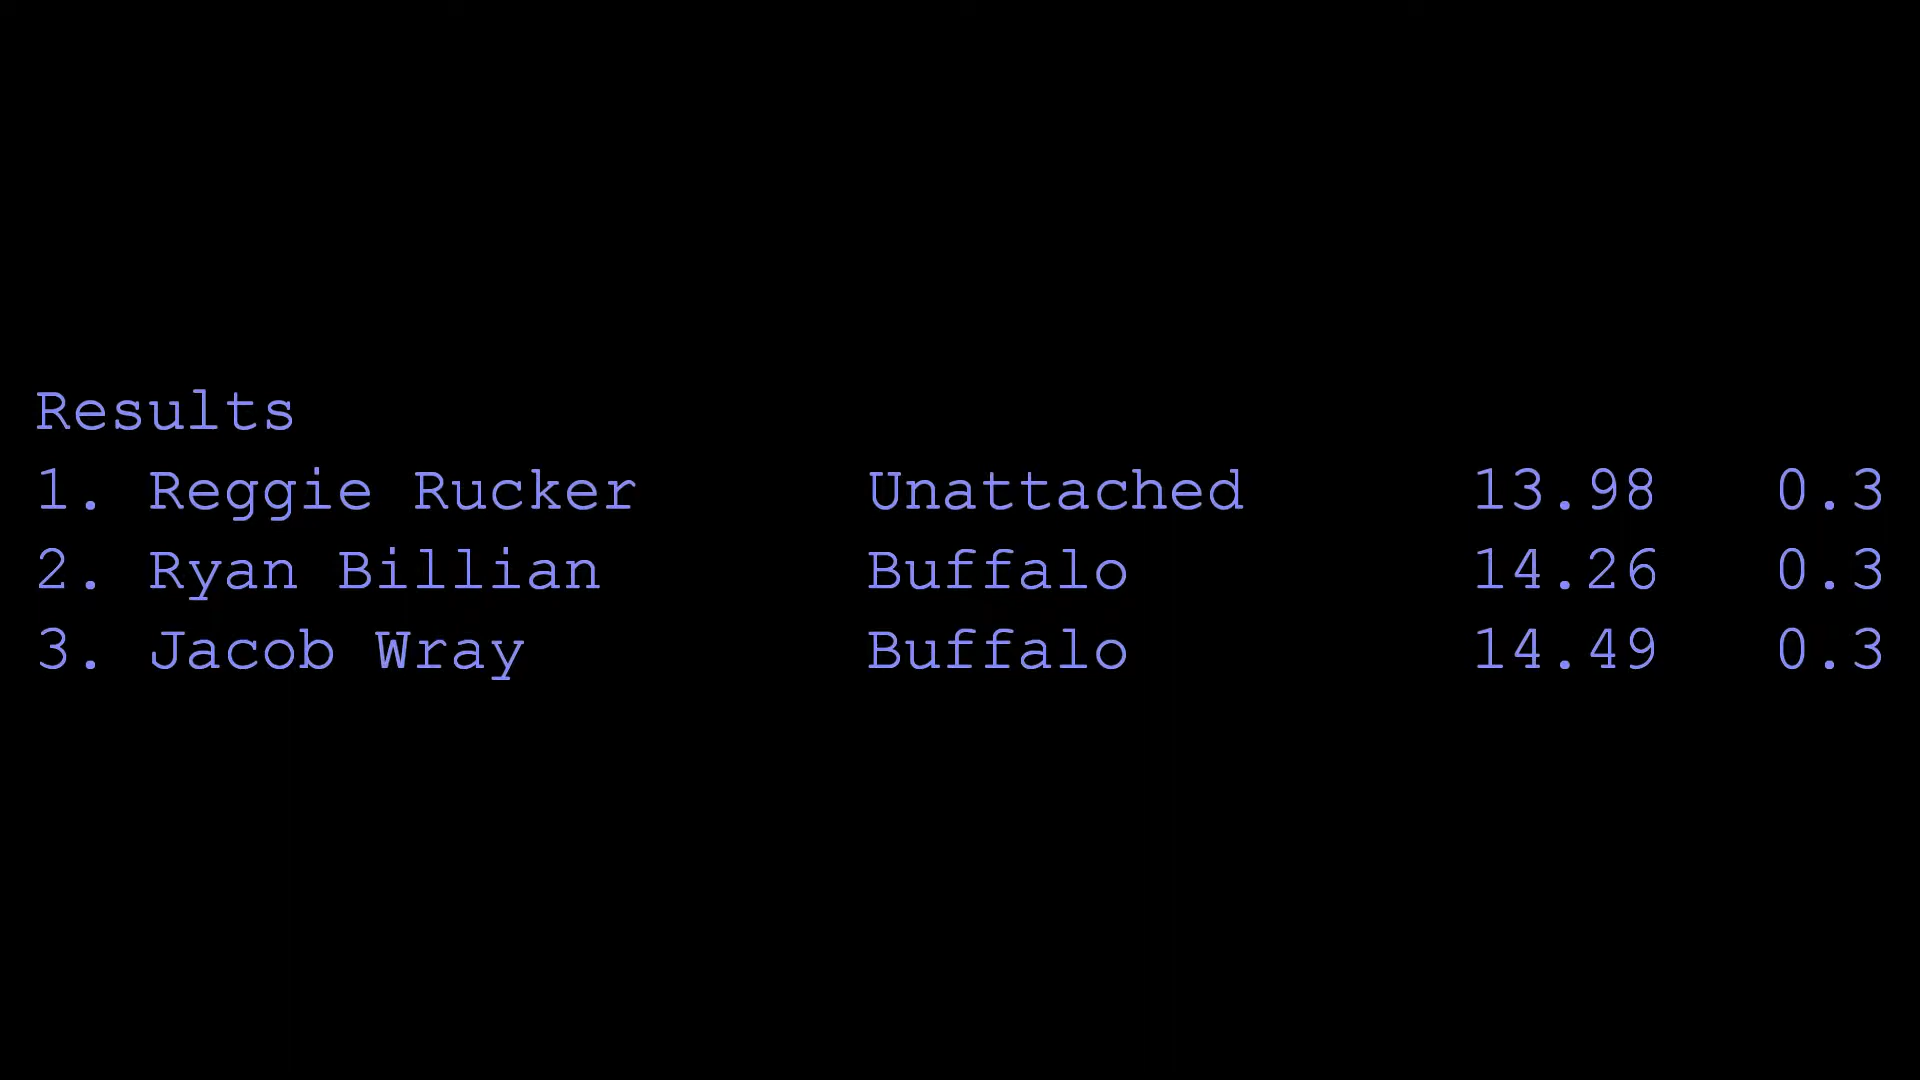 Results
1. Reggie Rucker Unattached 13.98 0.3
2. Ryan Billian Buffalo 14.26 0.3
3. Jacob Wray Buffalo 14.49 0.3